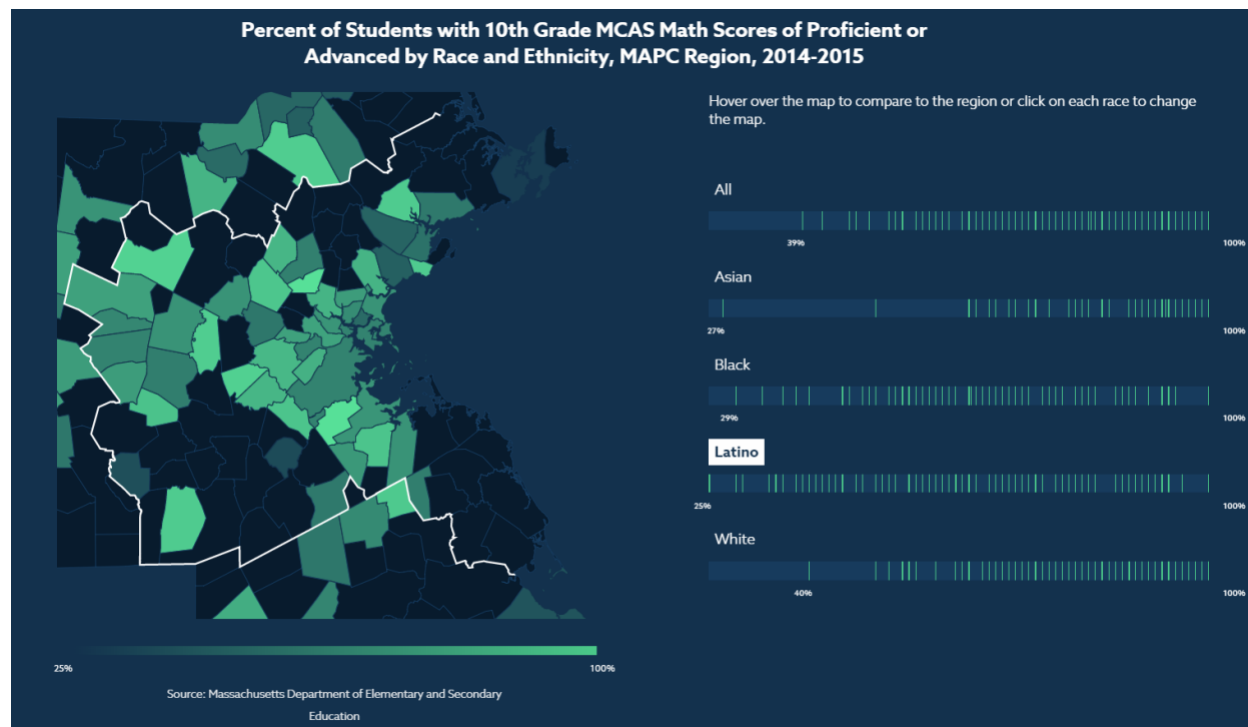 Percent of Students with 10th Grade MCAS Math Scores of Proficient or
Advanced by Race and Ethnicity, MAPC Region, 2014-2015
Hover over the map to compare to the region or click on each race to change
the map.
All
39%
100%
Asian
27%
100%
Black
29%
100%
Latino
25%
100%
White
40%
100%
25%
100%
Source: Massachusetts Department of Elementary and Secondary
Education